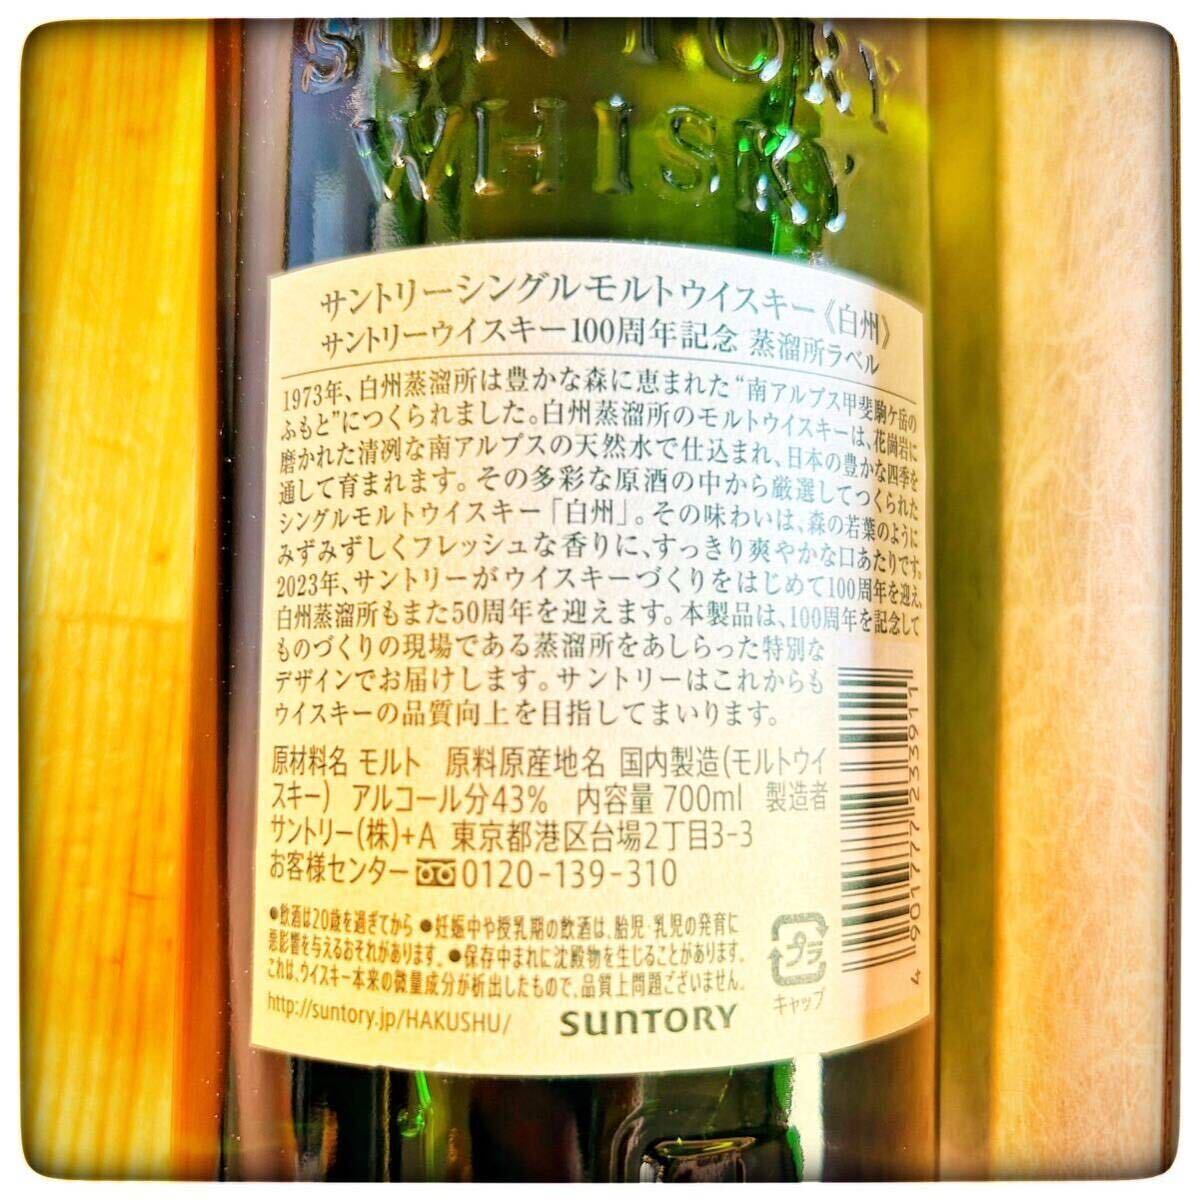 SUNTORY
WHISKY
サントリーシングルモルトウイスキー《白州》
サントリーウイスキー100周年記念 蒸溜所ラベル
1973年、白州蒸溜所は豊かな森に恵まれた“南アルプス甲斐駒ケ岳の
ふもと”につくられました。白州蒸溜所のモルトウイスキーは、花崗岩に
磨かれた清冽な南アルプスの天然水で仕込まれ、日本の豊かな四季を
通して育まれます。その多彩な原酒の中から厳選してつくられた
シングルモルトウイスキー「白州」。その味わいは、森の若葉のように
みずみずしくフレッシュな香りに、すっきり爽やかな口あたりです。
2023年、サントリーがウイスキーづくりをはじめて100周年を迎え、
白州蒸溜所もまた50周年を迎えます。本製品は、100周年を記念して
ものづくりの現場である蒸溜所をあしらった特別な
デザインでお届けします。サントリーはこれからも
ウイスキーの品質向上を目指してまいります。
原材料名 モルト 原料原産地名 国内製造(モルトウイ
スキー) アルコール分43% 内容量 700ml 製造者
サントリー(株)+A 東京都港区台場2丁目3-3
お客様センター 0120-139-310
●飲酒は20歳を過ぎてから ●妊娠中や授乳期の飲酒は、胎児・乳児の発育に
悪影響を与えるおそれがあります。 ●保存中まれに沈殿物を生じることがあります。
これは、ウイスキー本来の微量成分が析出したもので、品質上問題ございません。
http://suntory.jp/HAKUSHU/ SUNTORY
プラ
キャップ
4 901777 233911